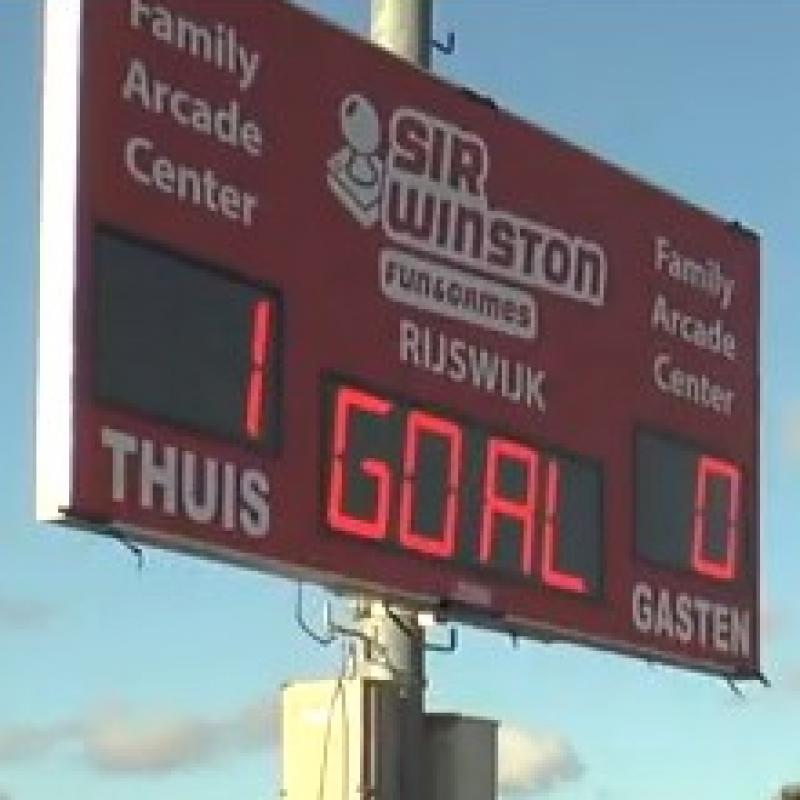 Family
Arcade
Center
SIR
WINSTON
FUN&GAMES
RIJSWIJK
Family
Arcade
Center
1
GOAL
0
THUIS
GASTEN